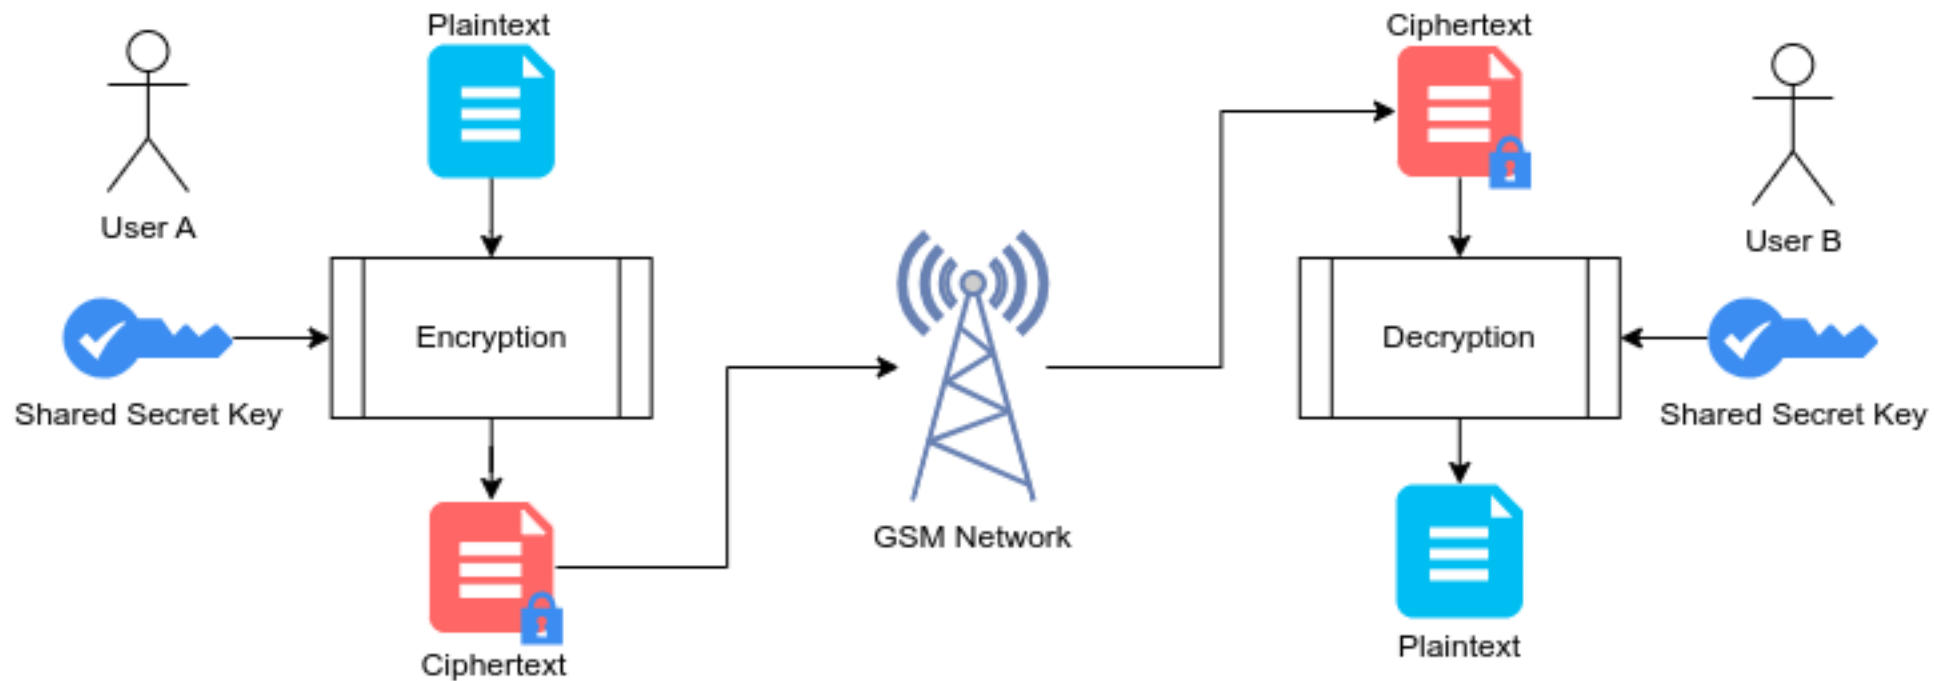 Plaintext
Ciphertext
User A
User B
Encryption
Decryption
Shared Secret Key
Shared Secret Key
GSM Network
Plaintext
Ciphertext